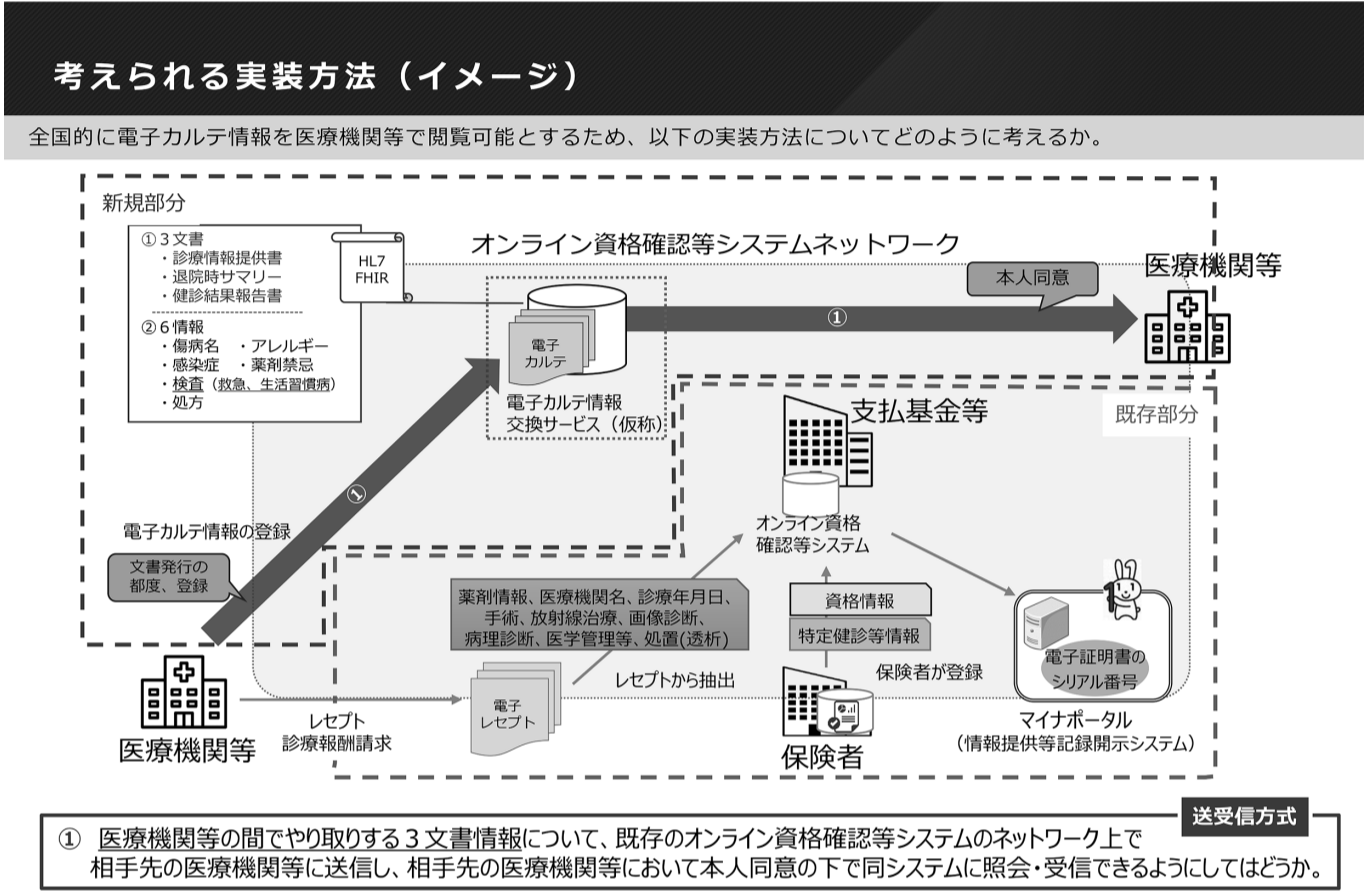 考えられる実装方法（イメージ）
全国的に電子カルテ情報を医療機関等で閲覧可能とするため、以下の実装方法についてどのように考えるか。
新規部分
①３文書
・診療情報提供書
・退院時サマリー
・健診結果報告書
②６情報
・傷病名　・アレルギー
・感染症　・薬剤禁忌
・検査（救急、生活習慣病）
・処方
HL7
FHIR
オンライン資格確認等システムネットワーク
本人同意
医療機関等
①
電子
カルテ
電子カルテ情報
交換サービス（仮称）
支払基金等
既存部分
①
電子カルテ情報の登録
文書発行の
都度、登録
オンライン資格
確認等システム
薬剤情報、医療機関名、診療年月日、
手術、放射線治療、画像診断、
病理診断、医学管理等、処置(透析)
資格情報
特定健診等情報
電子証明書の
シリアル番号
レセプトから抽出
保険者が登録
電子
レセプト
レセプト
診療報酬請求
医療機関等
保険者
マイナポータル
（情報提供等記録開示システム）
送受信方式
①　医療機関等の間でやり取りする３文書情報について、既存のオンライン資格確認等システムのネットワーク上で
相手先の医療機関等に送信し、相手先の医療機関等において本人同意の下で同システムに照会・受信できるようにしてはどうか。